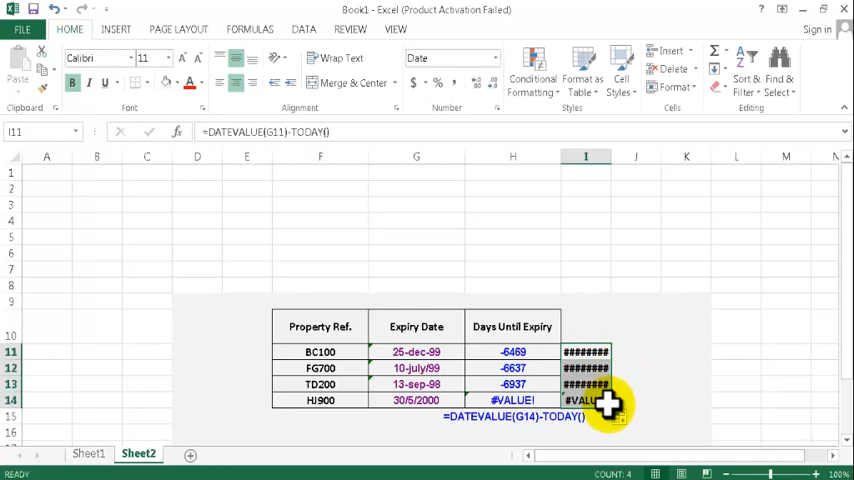 Book1 - Excel (Product Activation Failed)
FILE HOME INSERT PAGE LAYOUT FORMULAS DATA REVIEW VIEW Sign in
Paste Calibri 11 Wrap Text Date Conditional Formatting Format as Table Cell Styles Insert Sort & Filter Find & Select
B I U A Merge & Center $ % , Delete
Format
Clipboard Font Alignment Number Styles Cells Editing
I11 fx =DATEVALUE(G11)-TODAY()
A B C D E F G H I J K L M N
1
2
3
4
5
6
7
8
9
10 Property Ref. Expiry Date Days Until Expiry
11 BC100 25-dec-99 -6469 ########
12 FG700 10-july/99 -6637 ########
13 TD200 13-sep-98 -6937 ########
14 HJ900 30/5/2000 #VALUE! #VALU
15 =DATEVALUE(G14)-TODAY()
16
Sheet1 Sheet2
READY COUNT: 4 100%